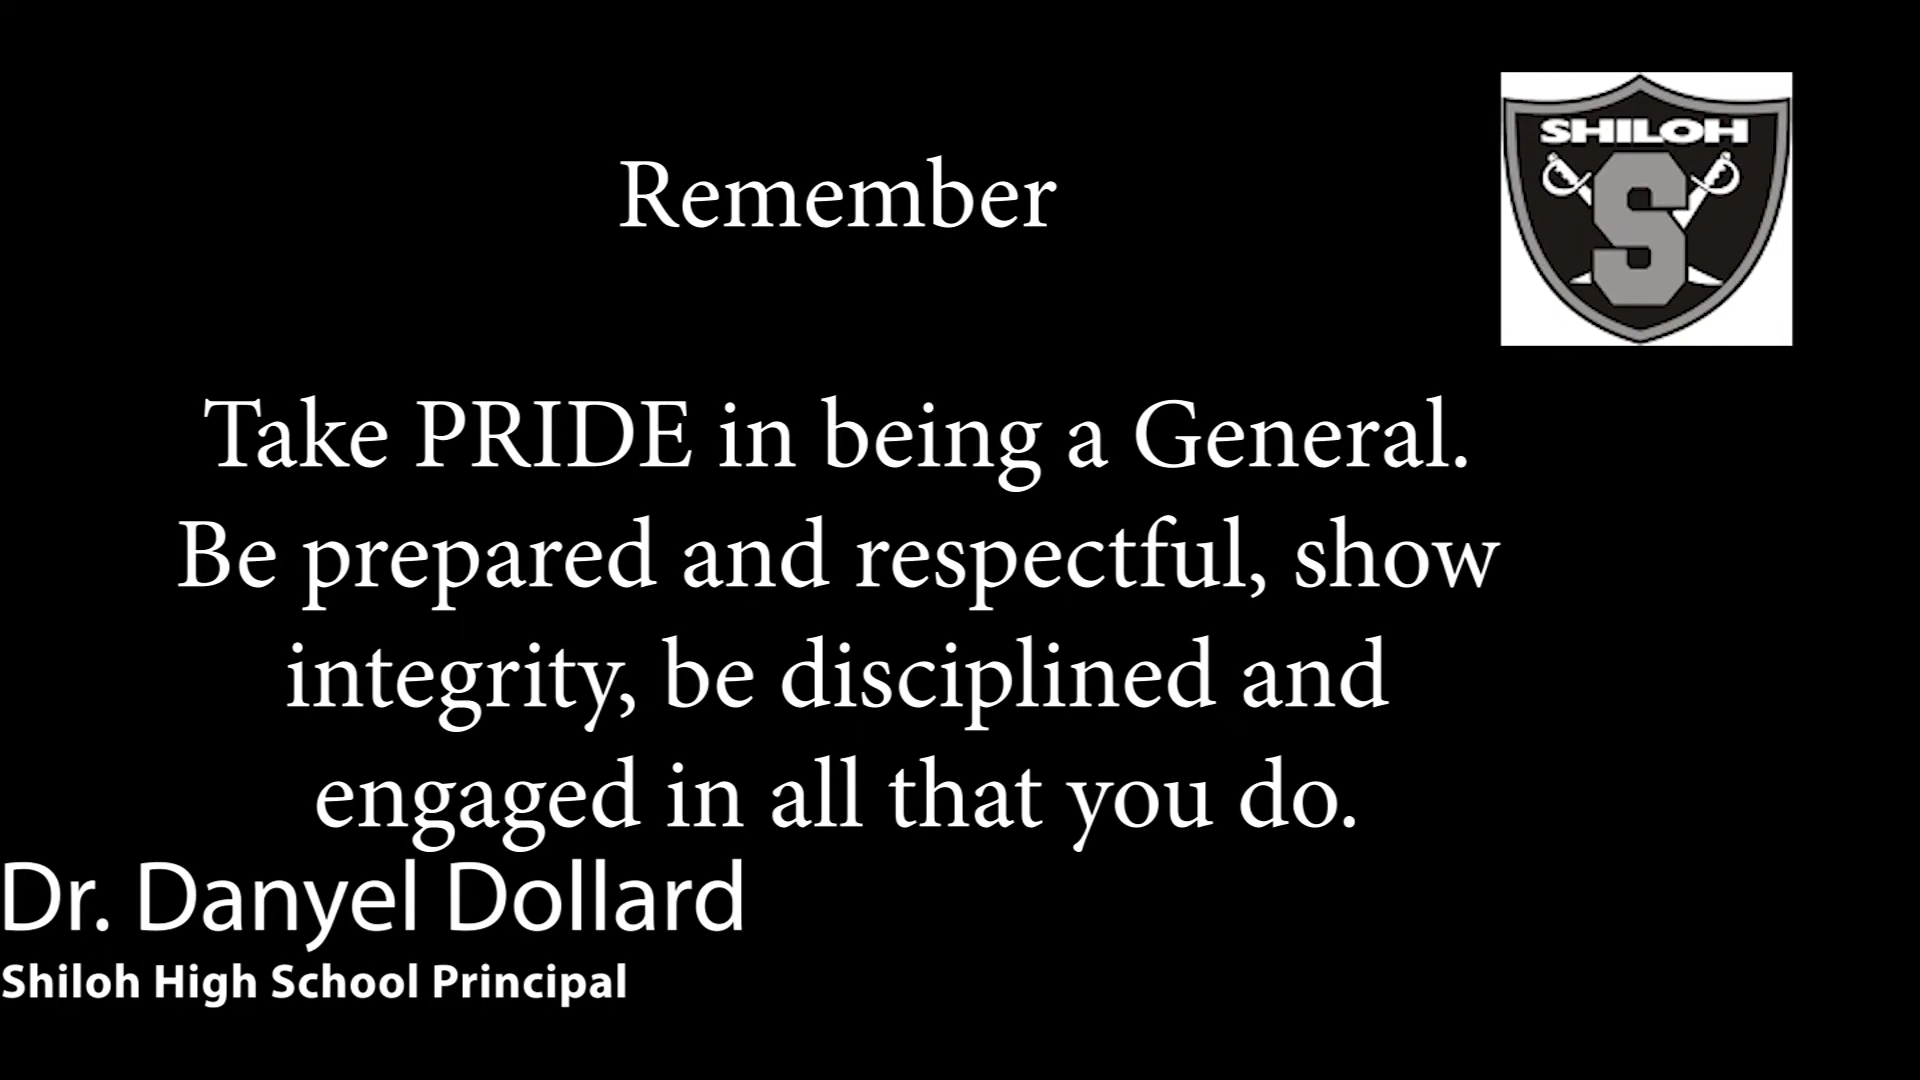 Remember
SHILOH
S
Take PRIDE in being a General.
Be prepared and respectful, show
integrity, be disciplined and
engaged in all that you do.
Dr. Danyel Dollard
Shiloh High School Principal